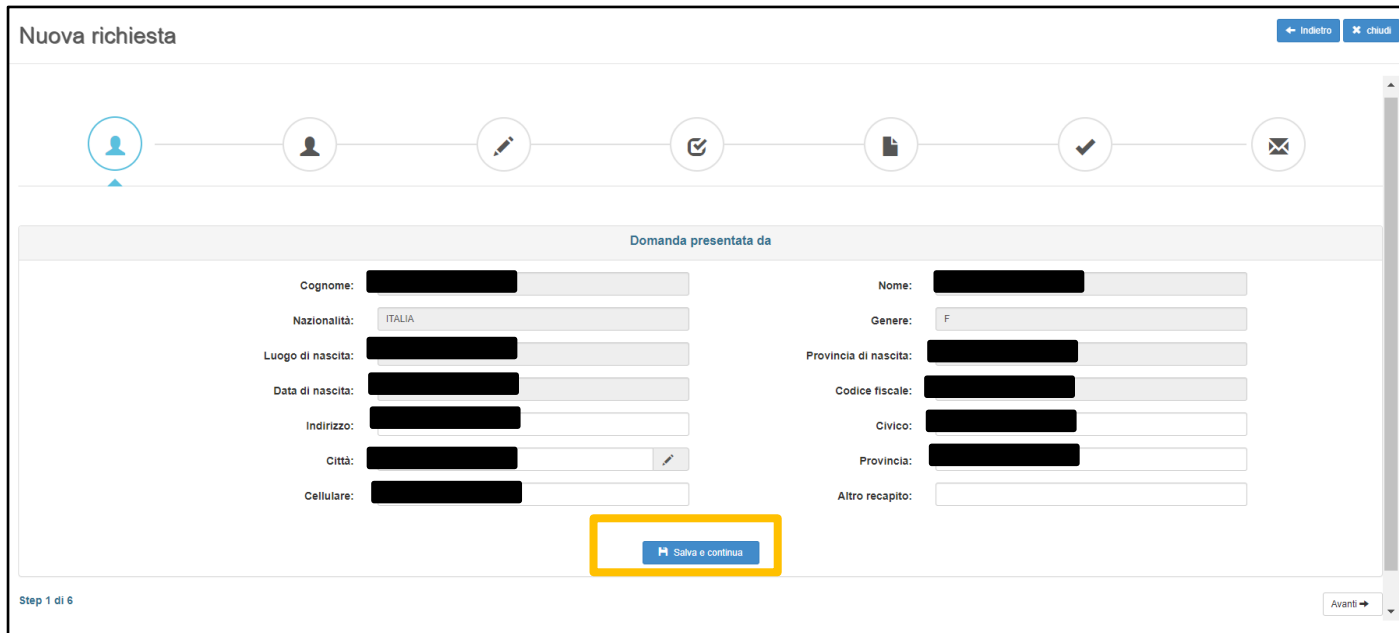 Nuova richiesta
Indietro
chiudi
Domanda presentata da
Cognome:
Nome:
Nazionalità: ITALIA
Genere: F
Luogo di nascita:
Provincia di nascita:
Data di nascita:
Codice fiscale:
Indirizzo:
Civico:
Città:
Provincia:
Cellulare:
Altro recapito:
Salva e continua
Step 1 di 6
Avanti